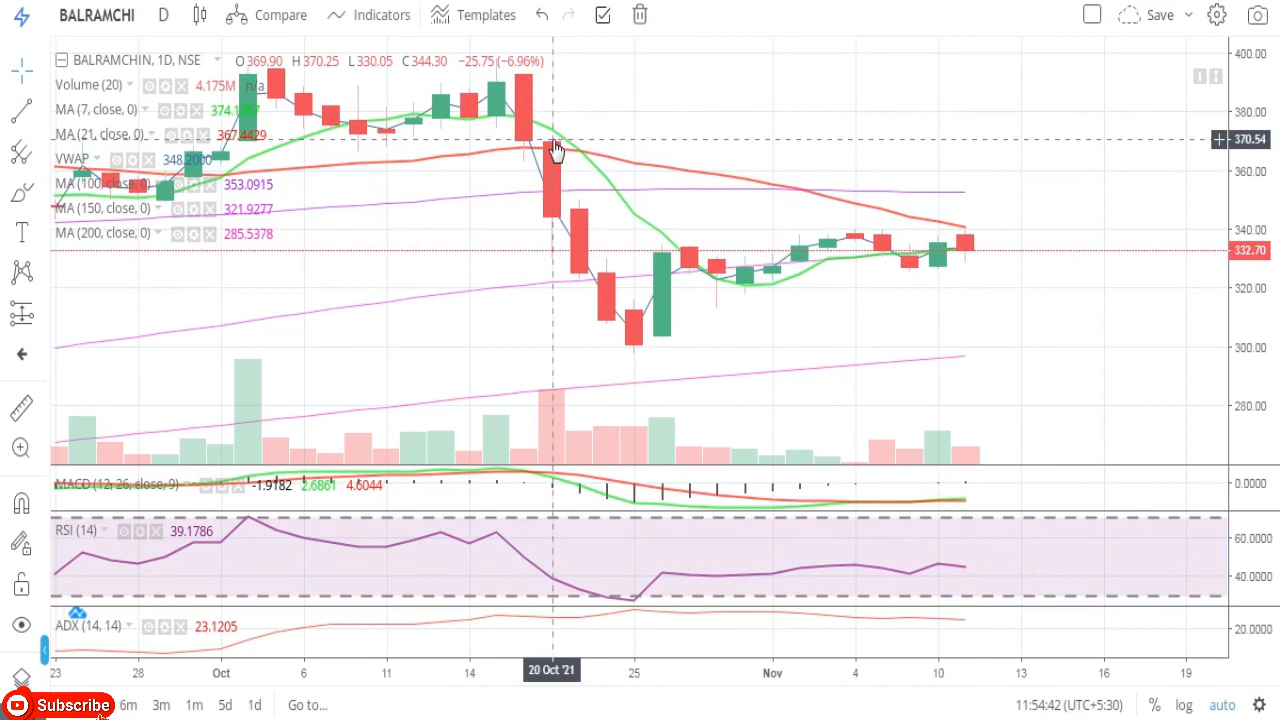 BALRAMCHI D Compare Indicators Templates Save
BALRAMCHIN, 1D, NSE O369.90 H370.25 L330.05 C344.30 −25.75 (−6.96%)
Volume (20) 4.175M n/a
MA (7, close, 0)
MA (21, close, 0) 367.4429
VWAP 348.2000
MA (100, close, 0) 353.0915
MA (150, close, 0) 321.9277
MA (200, close, 0) 285.5378
400.00
380.00
370.54
360.00
340.00
332.70
320.00
300.00
280.00
MACD (12, 26, close, 9) -1.9182 2.6861 4.6044
0.0000
RSI (14) 39.1786
60.0000
40.0000
ADX (14, 14) 23.1205
20.0000
23 28 Oct 6 11 14 20 Oct '21 25 Nov 4 10 13 16 19
Subscribe 6m 3m 1m 5d 1d Go to... 11:54:42 (UTC+5:30) % log auto